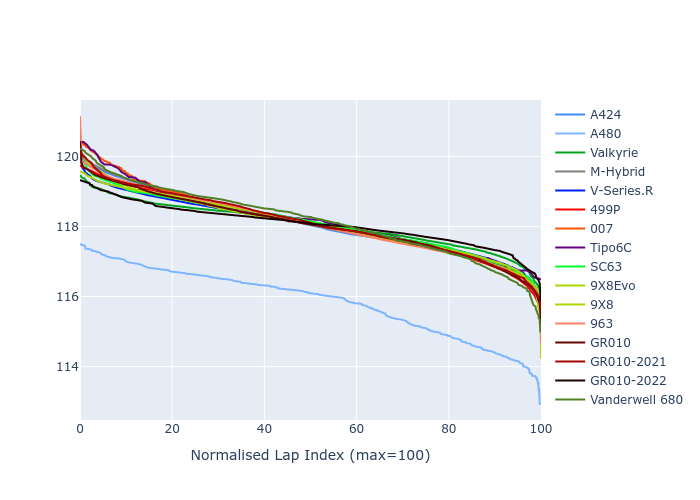 120
118
116
114
0 20 40 60 80 100
Normalised Lap Index (max=100)
A424
A480
Valkyrie
M-Hybrid
V-Series.R
499P
007
Tipo6C
SC63
9X8Evo
9X8
963
GR010
GR010-2021
GR010-2022
Vanderwell 680